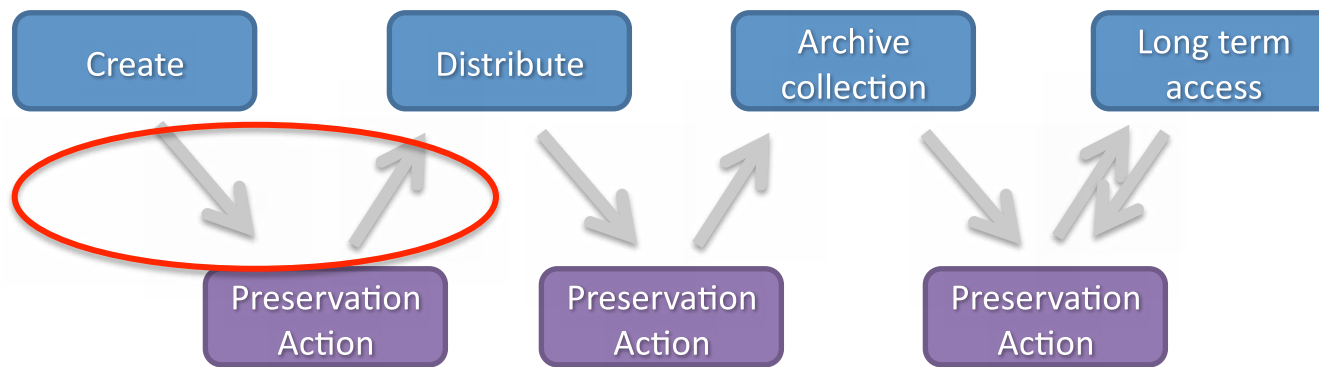 Create
Distribute
Archive
collection
Long term
access
Preservation
Action
Preservation
Action
Preservation
Action